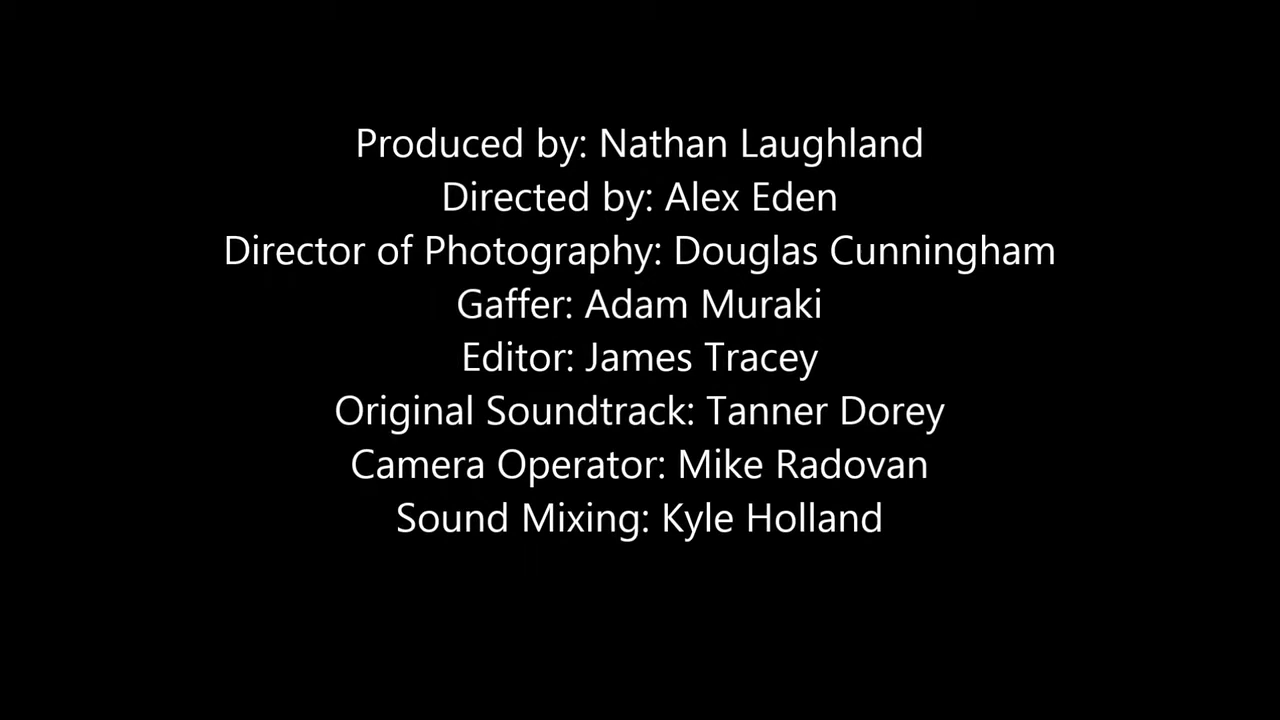 Produced by: Nathan Laughland
Directed by: Alex Eden
Director of Photography: Douglas Cunningham
Gaffer: Adam Muraki
Editor: James Tracey
Original Soundtrack: Tanner Dorey
Camera Operator: Mike Radovan
Sound Mixing: Kyle Holland